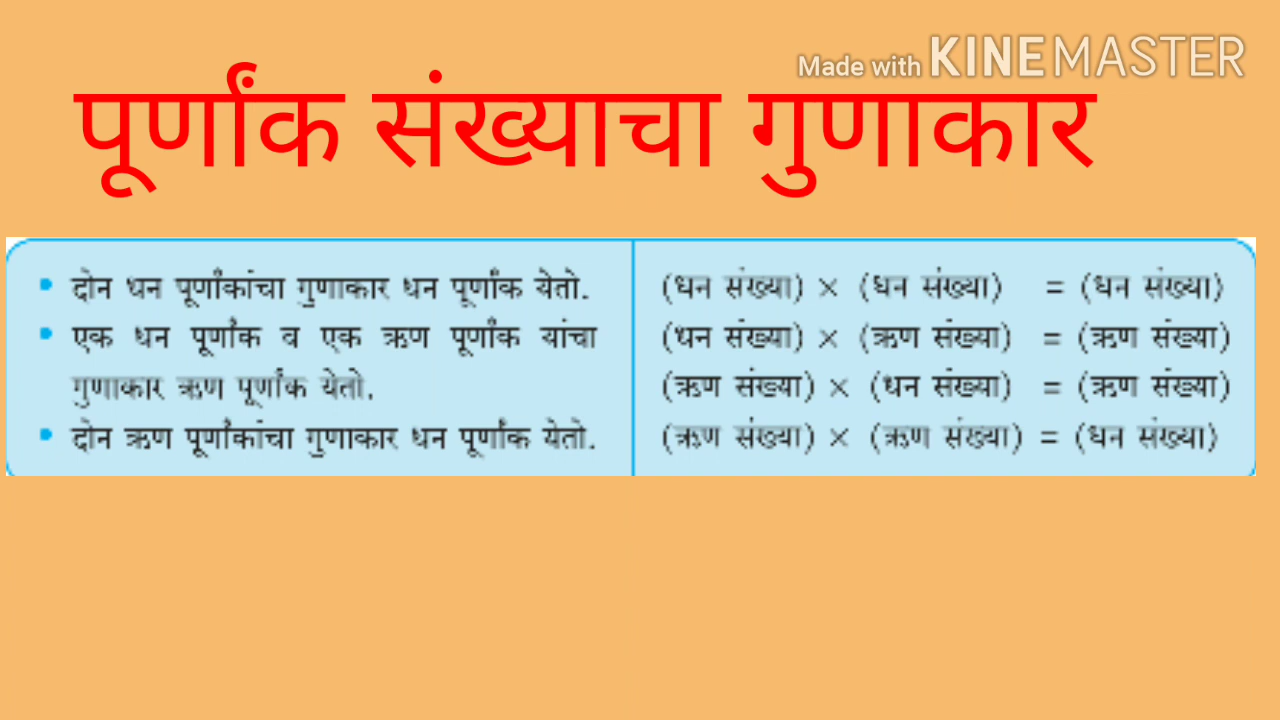 Made with KINEMASTER
पूर्णांक संख्याचा गुणाकार
• दोन धन पूर्णांकांचा गुणाकार धन पूर्णांक येतो.
• एक धन पूर्णांक व एक ऋण पूर्णांक यांचा
गुणाकार ऋण पूर्णांक येतो.
• दोन ऋण पूर्णांकांचा गुणाकार धन पूर्णांक येतो.
(धन संख्या) × (धन संख्या) = (धन संख्या)
(धन संख्या) × (ऋण संख्या) = (ऋण संख्या)
(ऋण संख्या) × (धन संख्या) = (ऋण संख्या)
(ऋण संख्या) × (ऋण संख्या) = (धन संख्या)